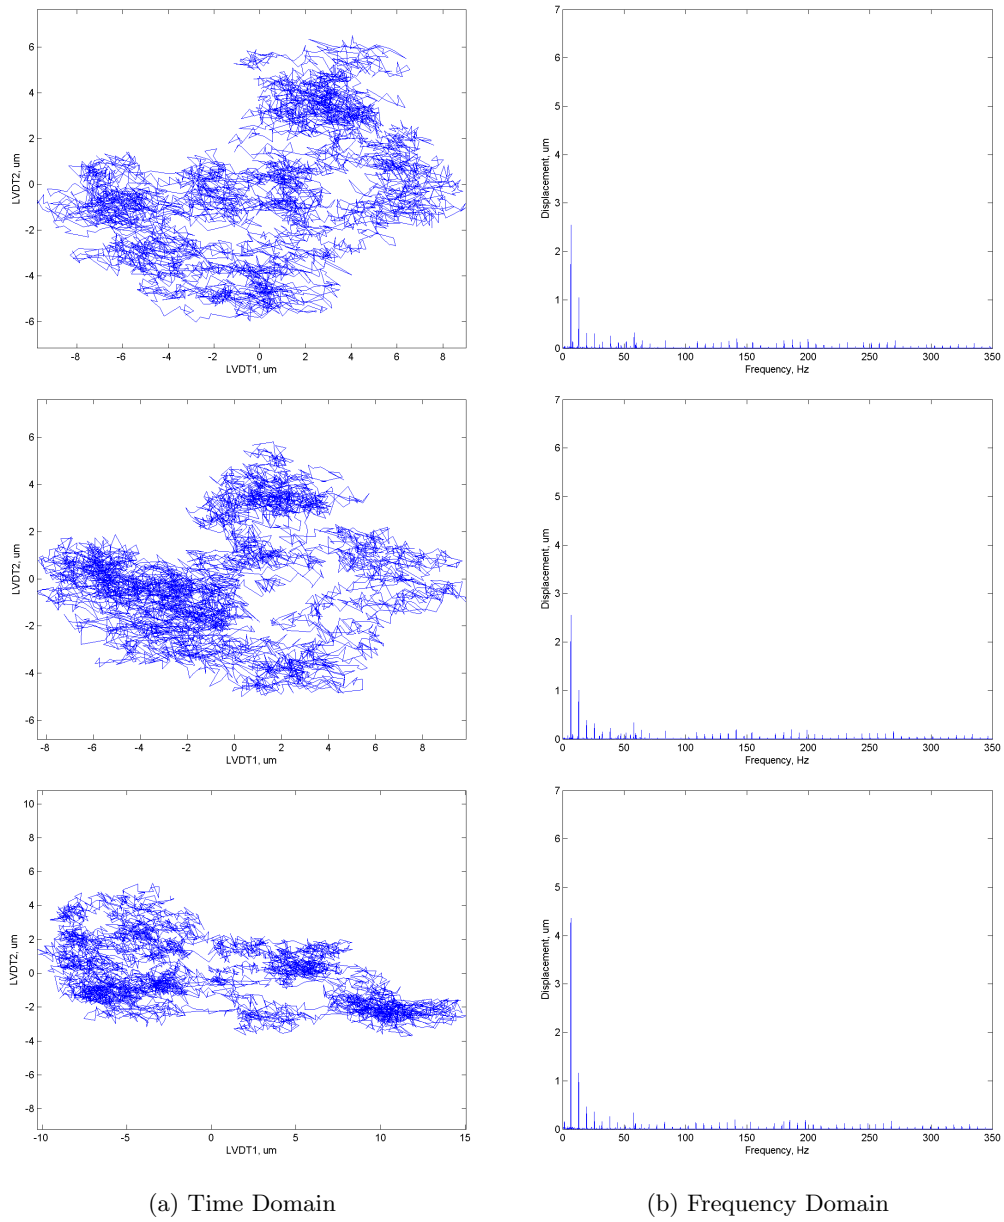 6
4
2
0
-2
-4
-6
LVDT2, um
-8 -6 -4 -2 0 2 4 6 8
LVDT1, um
7
6
5
4
3
2
1
0
Displacement, um
0 50 100 150 200 250 300 350
Frequency, Hz
6
4
2
0
-2
-4
-6
LVDT2, um
-8 -6 -4 -2 0 2 4 6 8
LVDT1, um
7
6
5
4
3
2
1
0
Displacement, um
0 50 100 150 200 250 300 350
Frequency, Hz
10
8
6
4
2
0
-2
-4
-6
-8
LVDT2, um
-10 -5 0 5 10 15
LVDT1, um
7
6
5
4
3
2
1
0
Displacement, um
0 50 100 150 200 250 300 350
Frequency, Hz
(a) Time Domain
(b) Frequency Domain